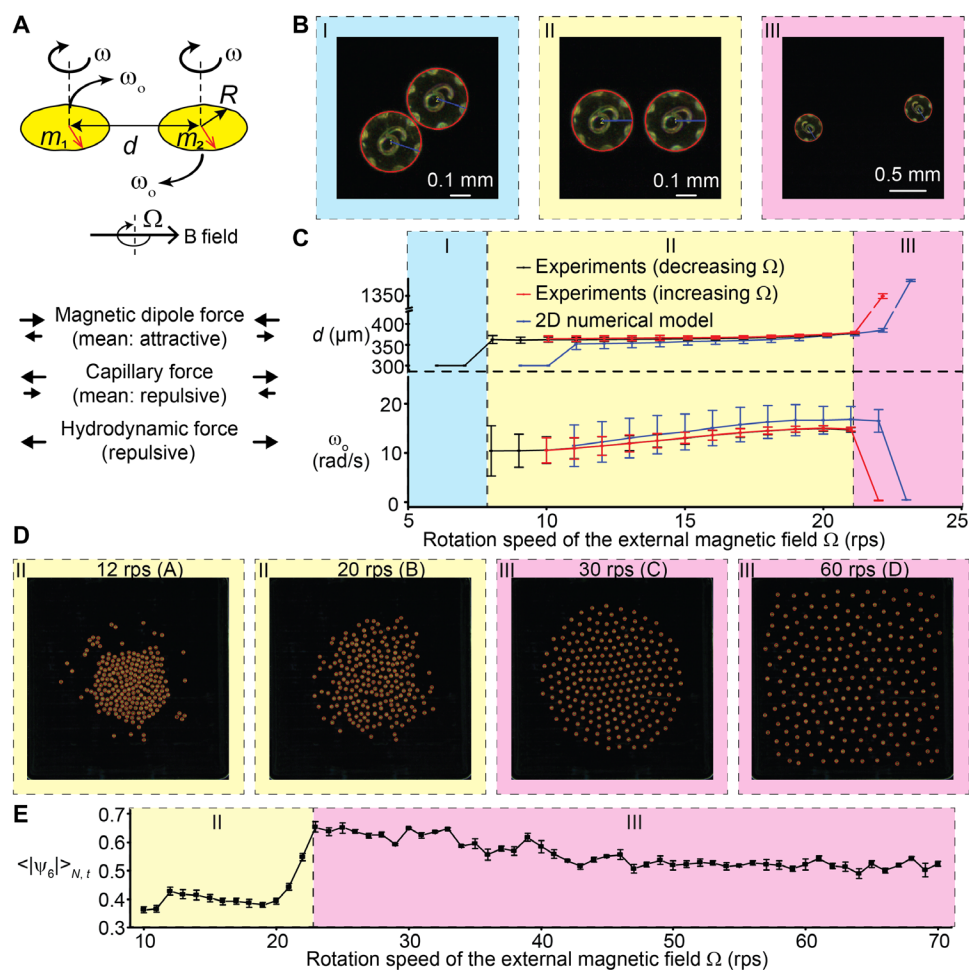 A
ω
ω
ωₒ
R
m₁
m₂
d
ωₒ
Ω
B field
Magnetic dipole force
(mean: attractive)
Capillary force
(mean: repulsive)
Hydrodynamic force
(repulsive)
B
I
II
III
0.1 mm
0.1 mm
0.5 mm
C
I
II
III
Experiments (decreasing Ω)
Experiments (increasing Ω)
2D numerical model
1350
d (µm)
400
350
300
20
ωₒ
(rad/s)
10
0
5
10
15
20
25
Rotation speed of the external magnetic field Ω (rps)
D
II
12 rps (A)
II
20 rps (B)
III
30 rps (C)
III
60 rps (D)
E
II
III
0.7
0.6
<|ψ₆|>N, t
0.5
0.4
0.3
10
20
30
40
50
60
70
Rotation speed of the external magnetic field Ω (rps)